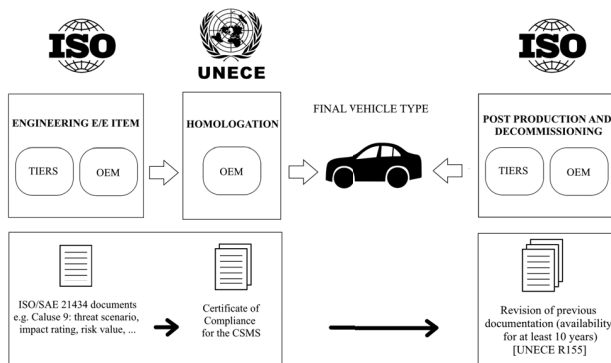 ISO
UNECE
ISO
ENGINEERING E/E ITEM
TIERS
OEM
HOMOLOGATION
OEM
FINAL VEHICLE TYPE
POST PRODUCTION AND
DECOMMISSIONING
TIERS
OEM
ISO/SAE 21434 documents
e.g. Caluse 9: threat scenario,
impact rating, risk value, ...
Certificate of
Compliance
for the CSMS
Revision of previous
documentation (availability
for at least 10 years)
[UNECE R155]